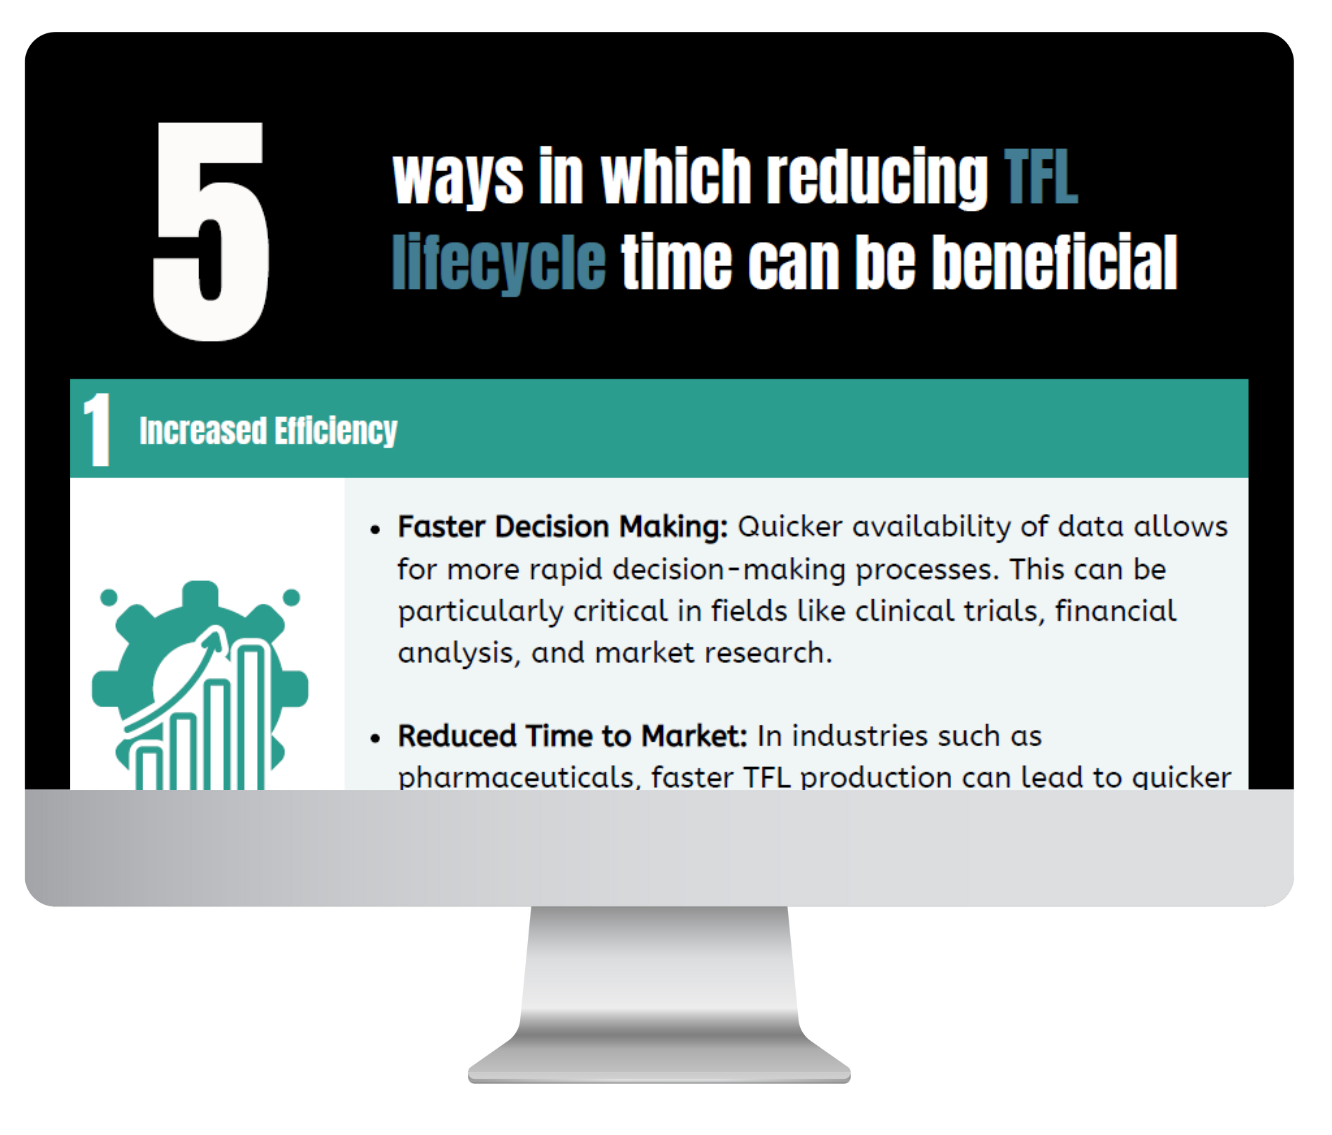 5
ways in which reducing TFL
lifecycle time can be beneficial
1 Increased Efficiency
• Faster Decision Making: Quicker availability of data allows
for more rapid decision-making processes. This can be
particularly critical in fields like clinical trials, financial
analysis, and market research.
• Reduced Time to Market: In industries such as
pharmaceuticals, faster TFL production can lead to quicker